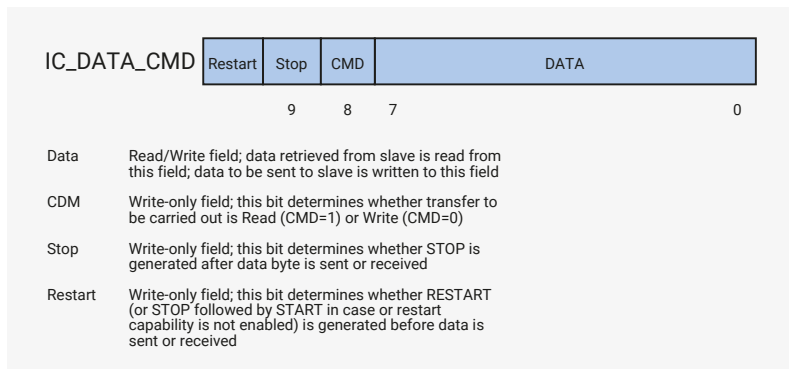 IC_DATA_CMD Restart Stop CMD DATA
9 8 7 0
Data Read/Write field; data retrieved from slave is read from
this field; data to be sent to slave is written to this field
CDM Write-only field; this bit determines whether transfer to
be carried out is Read (CMD=1) or Write (CMD=0)
Stop Write-only field; this bit determines whether STOP is
generated after data byte is sent or received
Restart Write-only field; this bit determines whether RESTART
(or STOP followed by START in case or restart
capability is not enabled) is generated before data is
sent or received